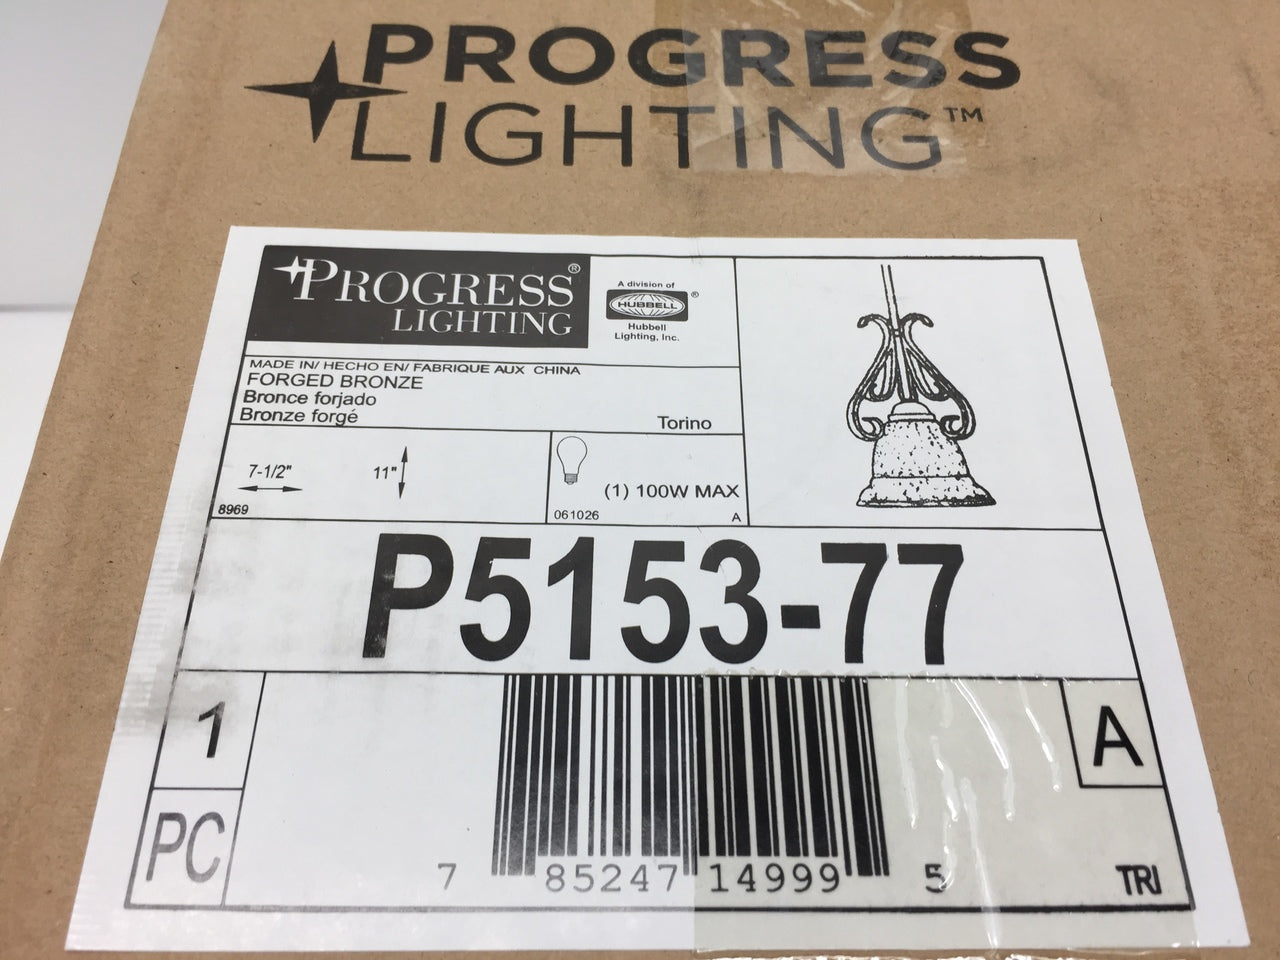 PROGRESS
LIGHTING™
PROGRESS®
LIGHTING
A division of
HUBBELL®
Hubbell
Lighting, Inc.
MADE IN/ HECHO EN/ FABRIQUE AUX CHINA
FORGED BRONZE
Bronce forjado
Bronze forgé
Torino
7-1/2"
11"
8969
(1) 100W MAX
061026
A
P5153-77
1
PC
A
7 85247 14999 5
TRI